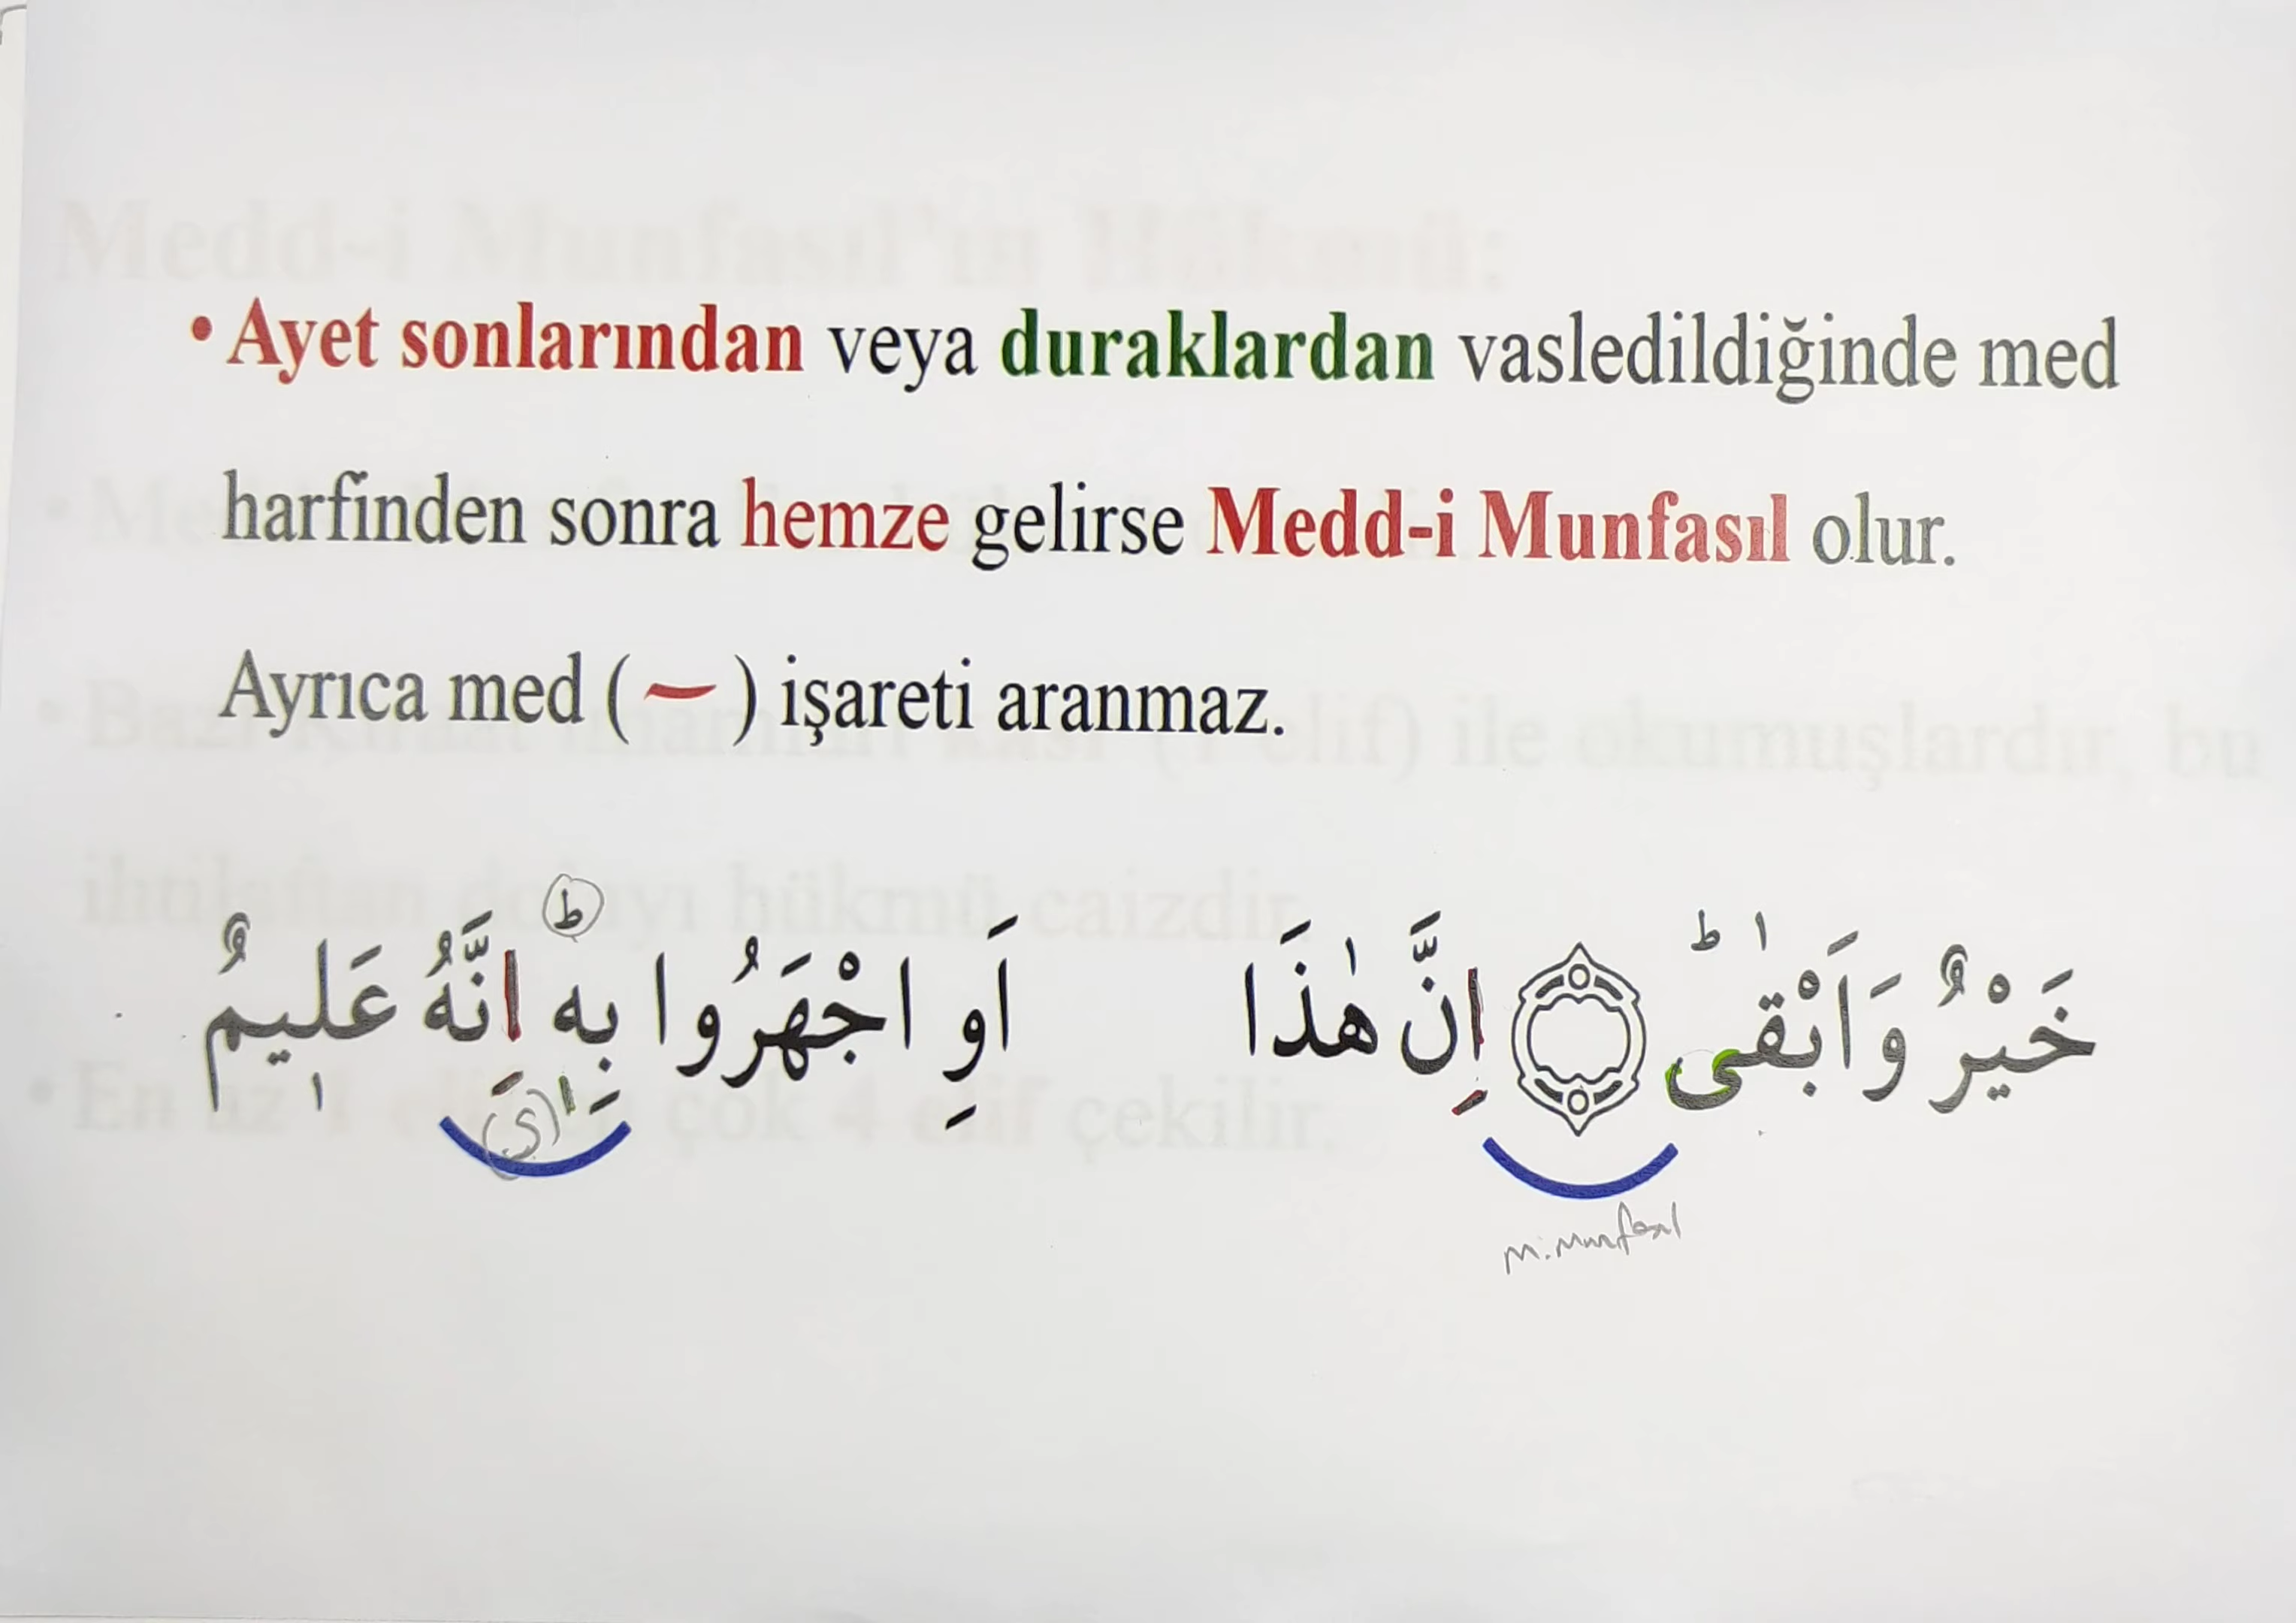 • Ayet sonlarından veya duraklardan vasledildiğinde med
harfinden sonra hemze gelirse Medd-i Munfasıl olur.
Ayrıca med ( ー ) işareti aranmaz.
خَيْرٌ وَاَبْقٰىۜ ۝ اِنَّ هٰذَا
اَوِ اجْهَرُوا بِهٖ ط اِنَّهُ عَلٖيمٌ
(ى)
M. Munfasıl